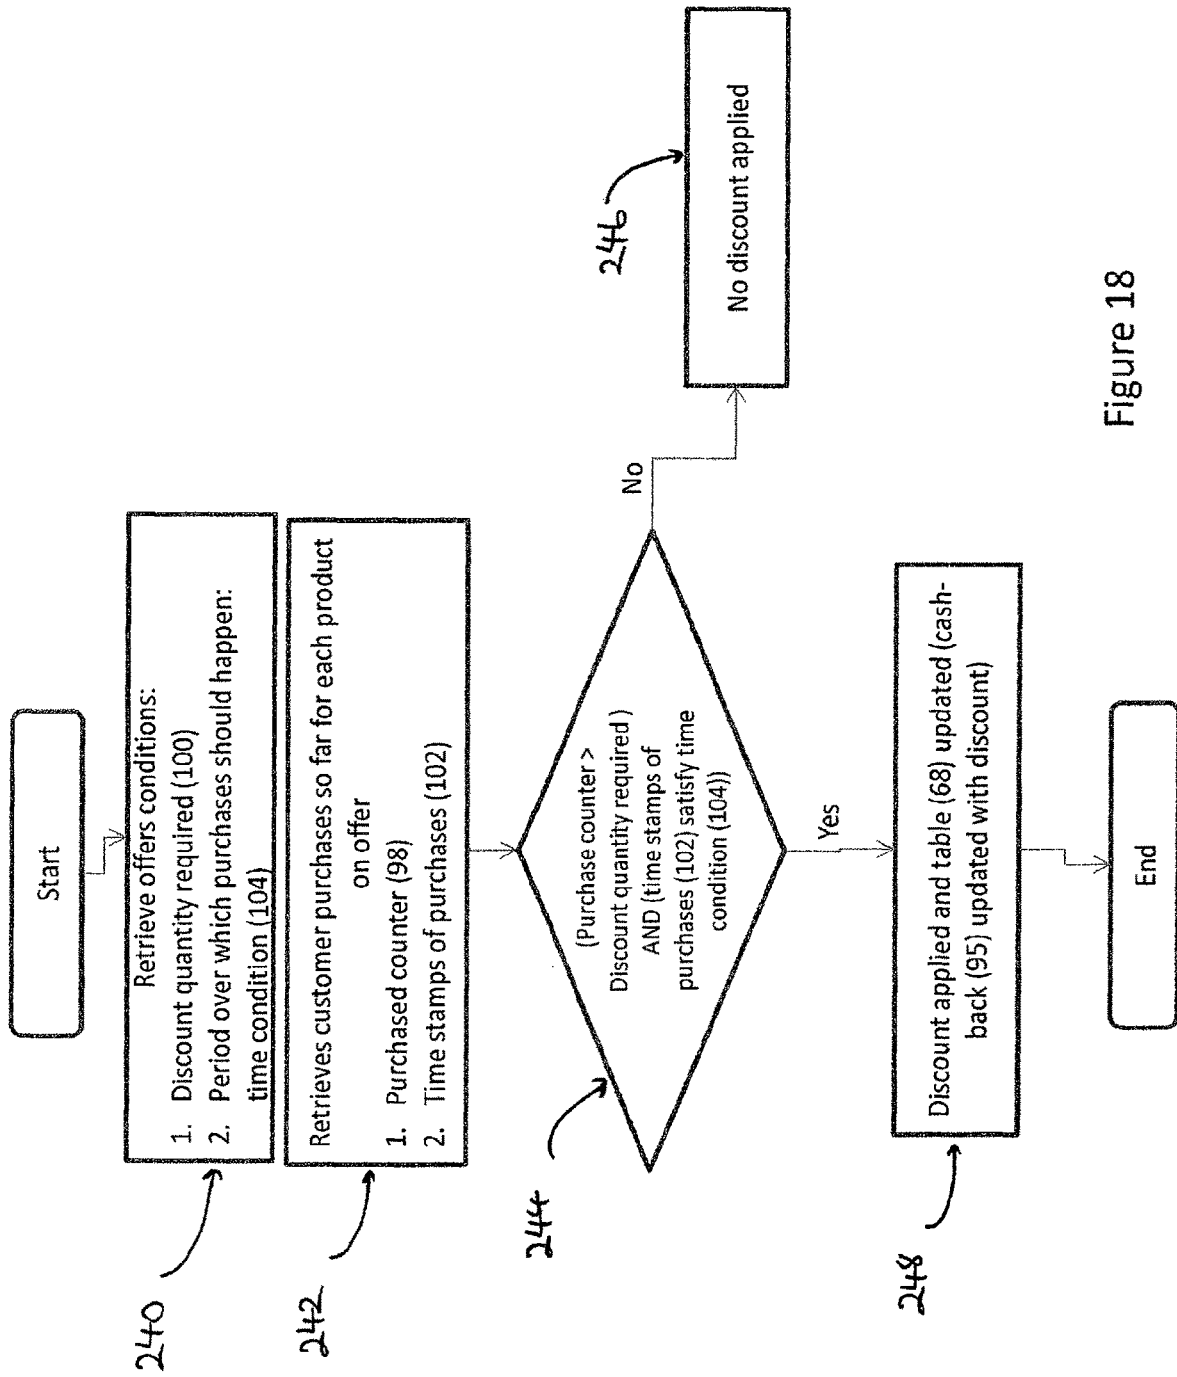 Start
240
Retrieve offers conditions:
1. Discount quantity required (100)
2. Period over which purchases should happen:
time condition (104)
242
Retrieves customer purchases so far for each product
on offer
1. Purchased counter (98)
2. Time stamps of purchases (102)
244
(Purchase counter >
Discount quantity required )
AND (time stamps of
purchases (102) satisfy time
condition (104))
No
246
No discount applied
Yes
248
Discount applied and table (68) updated (cash-
back (95) updated with discount)
End
Figure 18